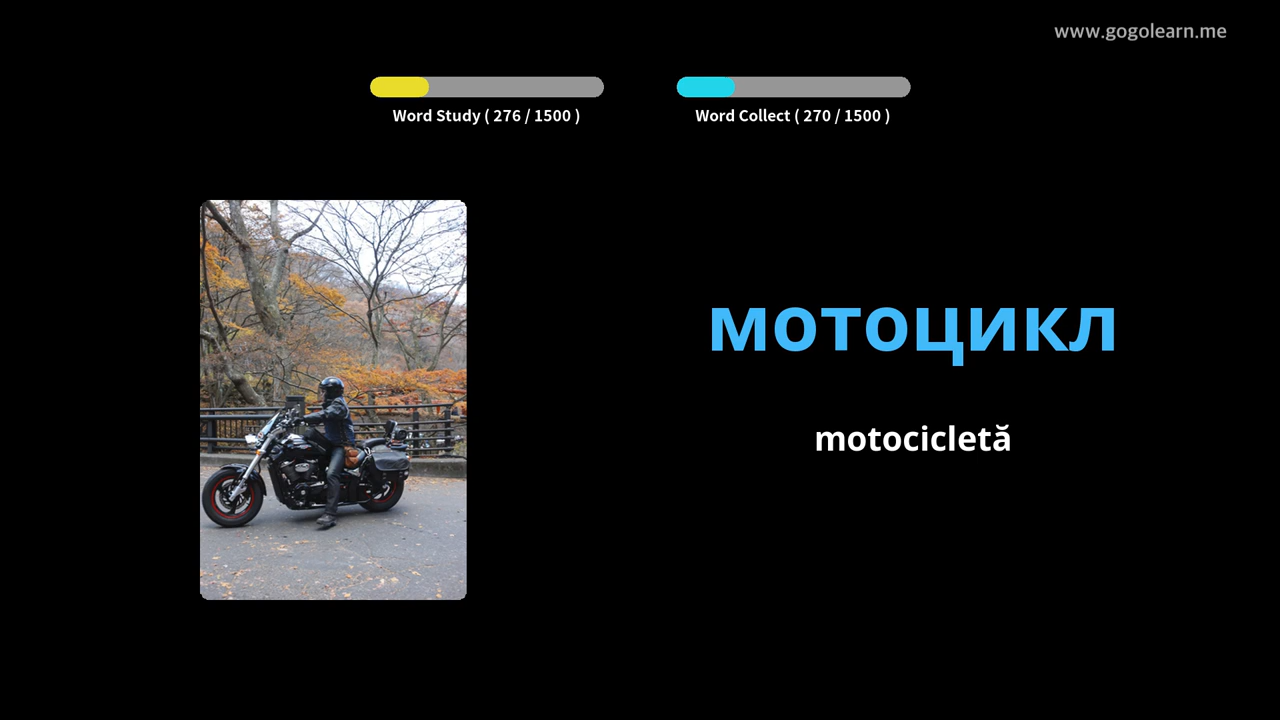 www.gogolearn.me
Word Study ( 276 / 1500 )
Word Collect ( 270 / 1500 )
мотоцикл
motocicletă